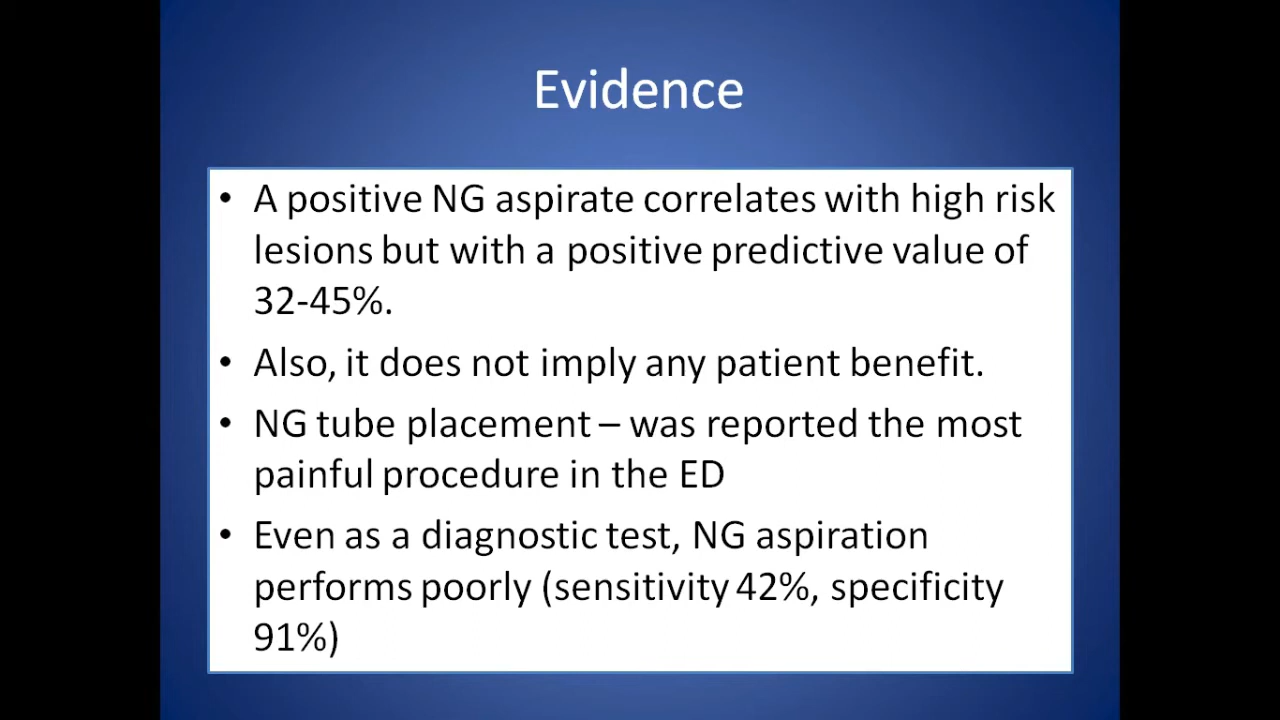 Evidence
• A positive NG aspirate correlates with high risk
lesions but with a positive predictive value of
32-45%.
• Also, it does not imply any patient benefit.
• NG tube placement – was reported the most
painful procedure in the ED
• Even as a diagnostic test, NG aspiration
performs poorly (sensitivity 42%, specificity
91%)